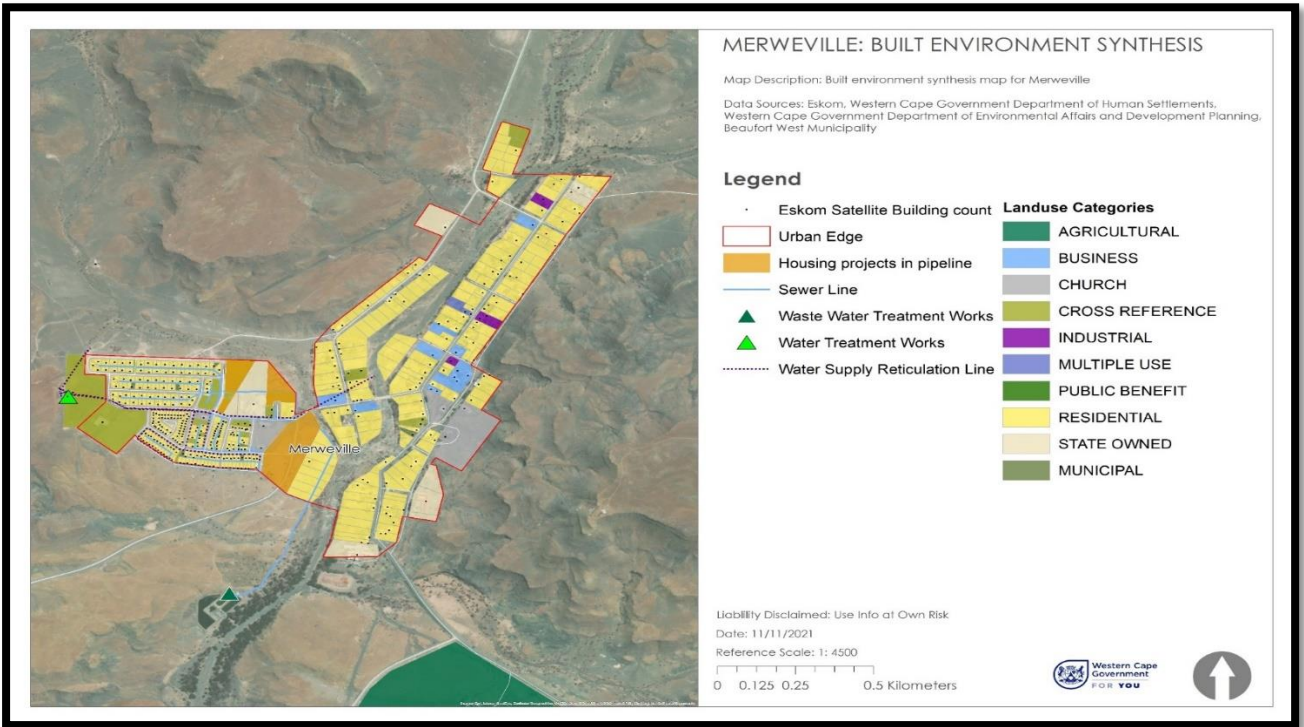 MERWEVILLE: BUILT ENVIRONMENT SYNTHESIS
Map Description: Built environment synthesis map for Merweville
Data Sources: Eskom, Western Cape Government Department of Human Settlements,
Western Cape Government Department of Environmental Affairs and Development Planning,
Beaufort West Municipality
Legend
Eskom Satellite Building count
Urban Edge
Housing projects in pipeline
Sewer Line
Waste Water Treatment Works
Water Treatment Works
Water Supply Reticulation Line
Landuse Categories
AGRICULTURAL
BUSINESS
CHURCH
CROSS REFERENCE
INDUSTRIAL
MULTIPLE USE
PUBLIC BENEFIT
RESIDENTIAL
STATE OWNED
MUNICIPAL
Merweville
Liability Disclaimed: Use Info at Own Risk
Date: 11/11/2021
Reference Scale: 1: 4500
0 0.125 0.25 0.5 Kilometers
Western Cape
Government
FOR YOU